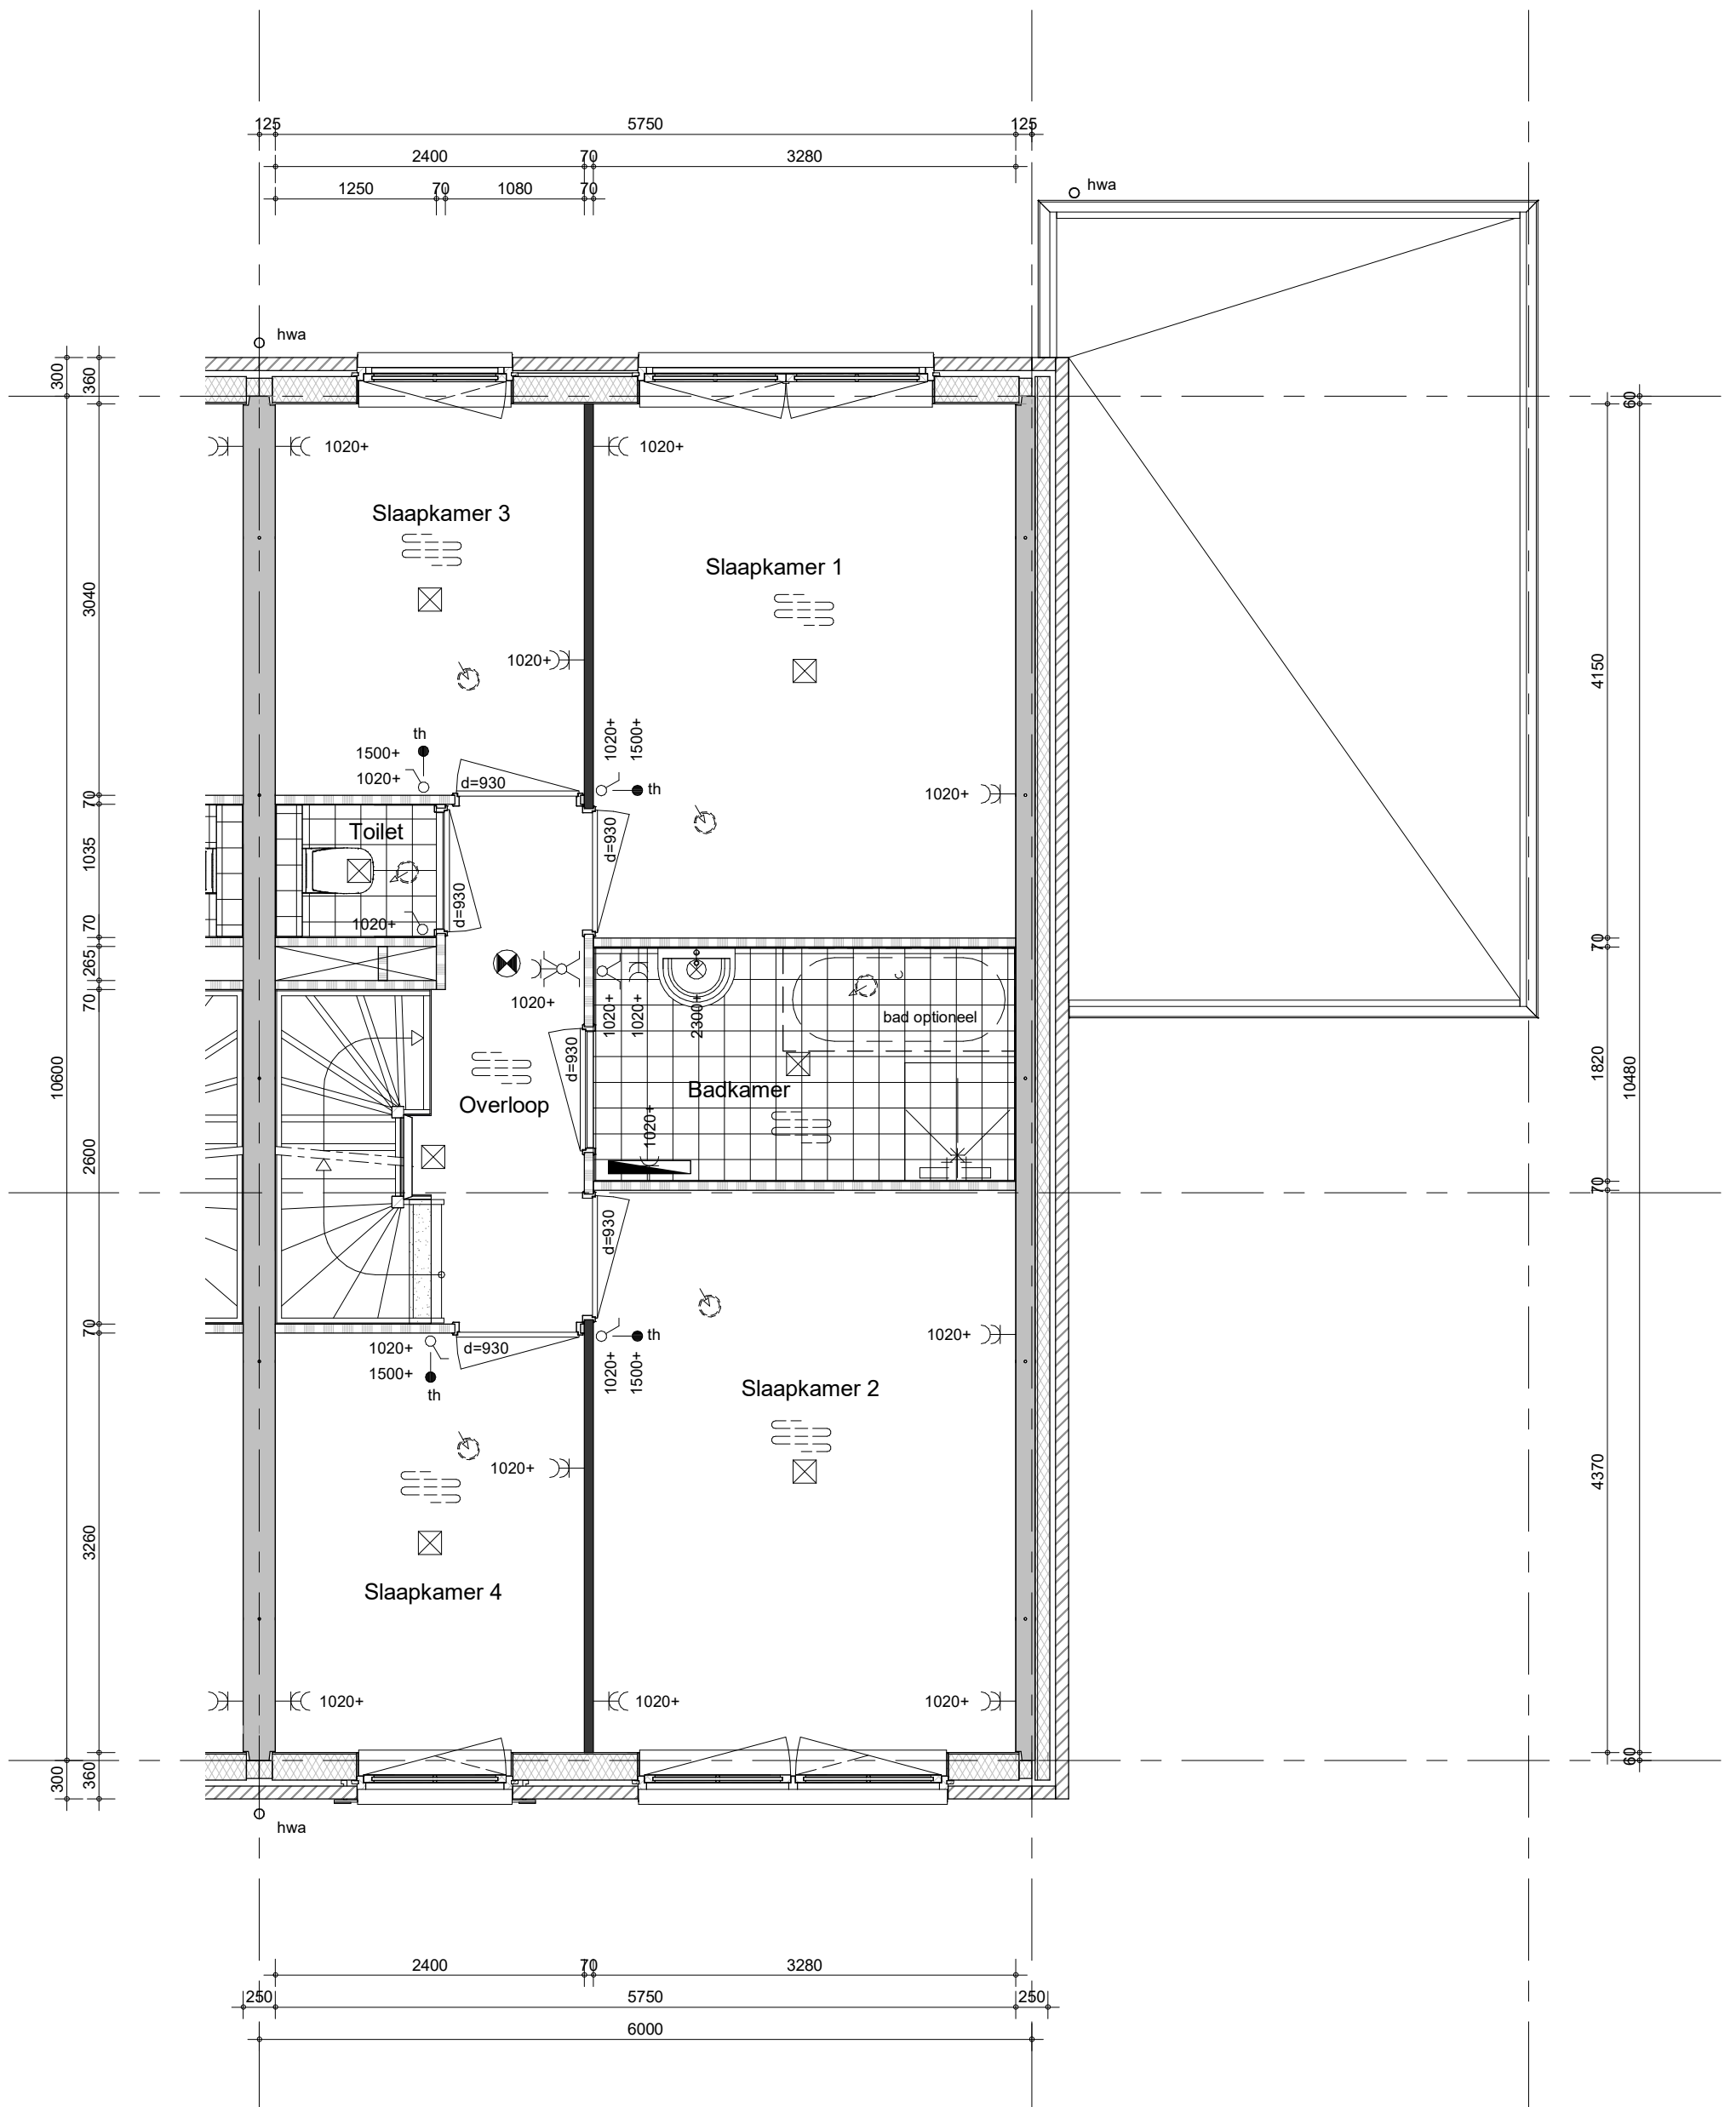 125
5750
125
2400
70
3280
1250
70
1080
70
hwa
hwa
300
360
60
1020+
1020+
Slaapkamer 3
Slaapkamer 1
3040
1020+
4150
th
1500+
1020+
1020+
1500+
th
1020+
d=930
70
Toilet
1035
d=930
d=930
1020+
70
265
70
1020+
1020+
1020+
2300+
bad optioneel
70
d=930
Overloop
Badkamer
1020+
10600
2600
1820
10480
70
d=930
70
1020+
1500+
th
d=930
th
1020+
1500+
1020+
Slaapkamer 2
1020+
4370
3260
Slaapkamer 4
1020+
1020+
1020+
300
360
60
hwa
2400
70
3280
250
5750
250
6000